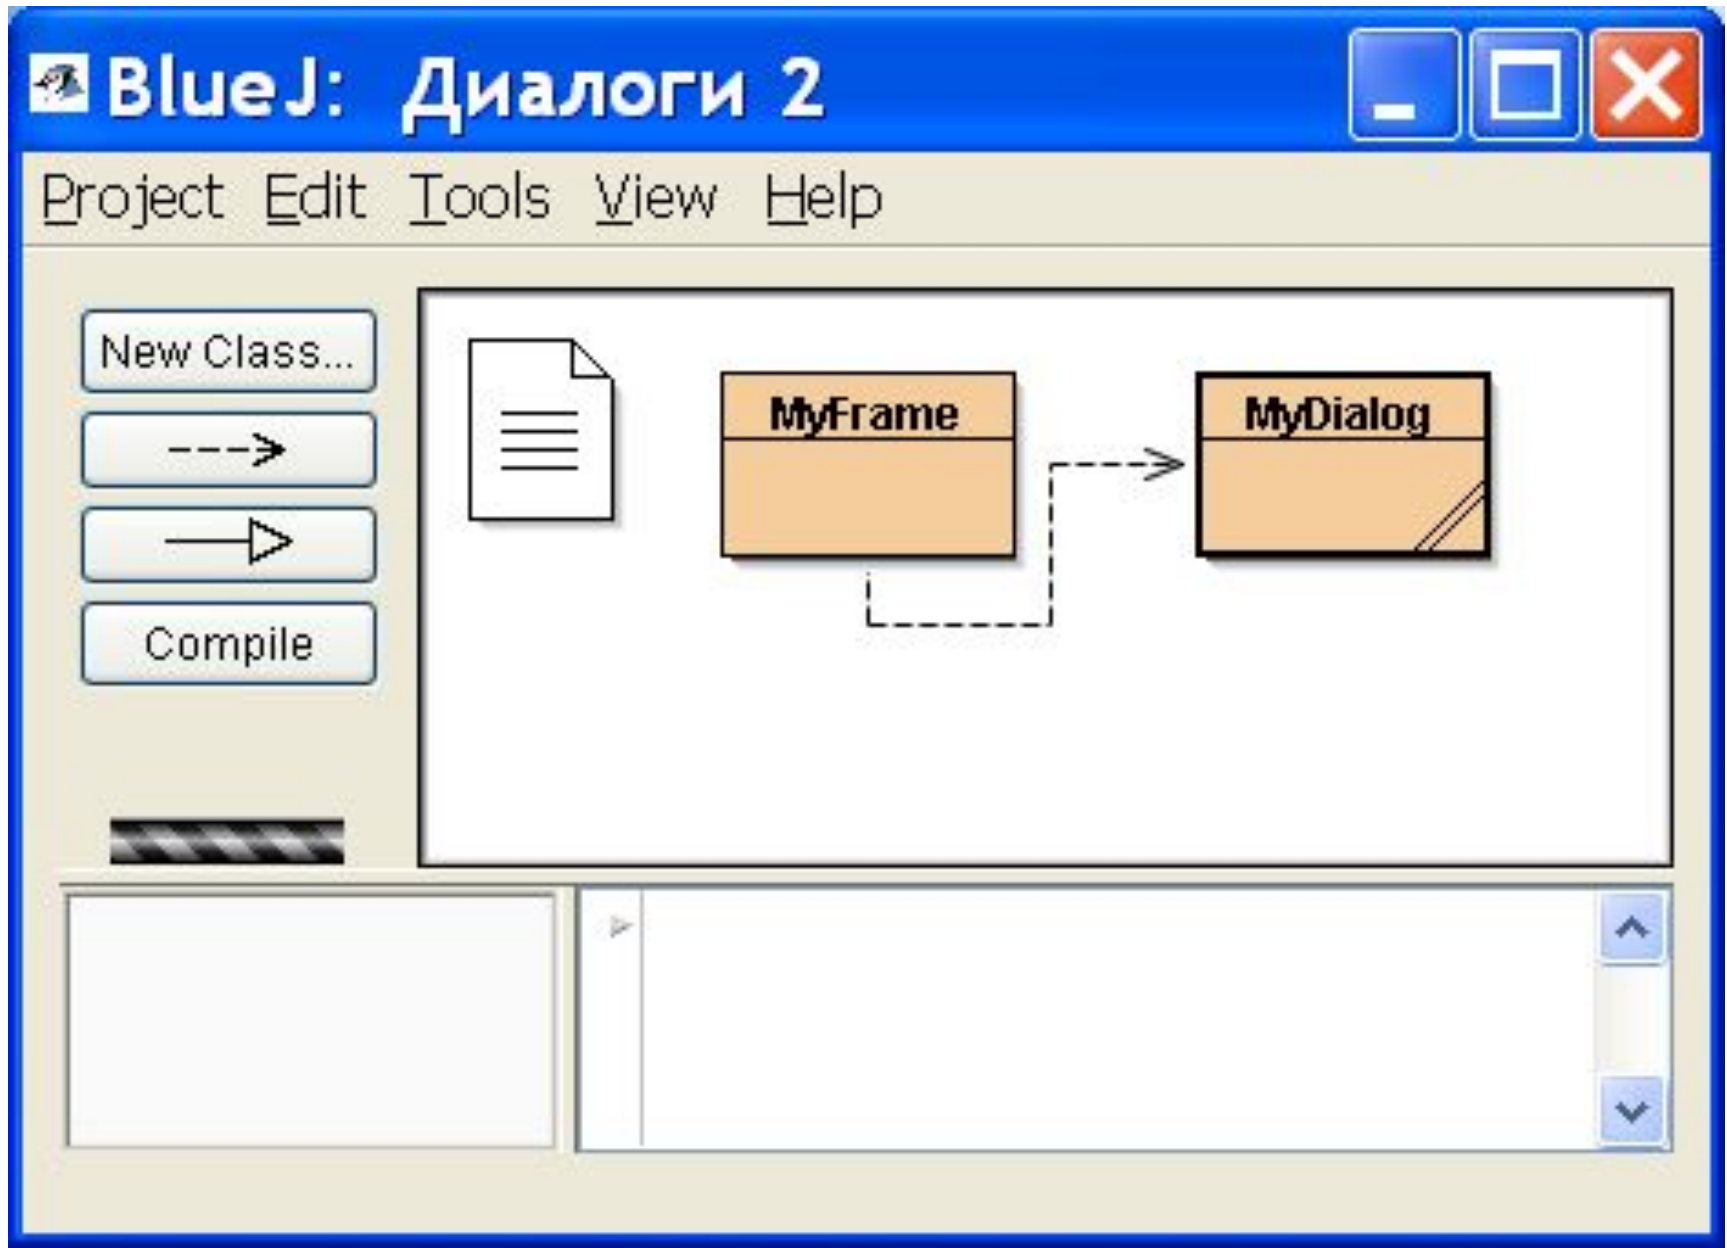 BlueJ: Диалоги 2
Project Edit Tools View Help
New Class...
MyFrame
MyDialog
Compile